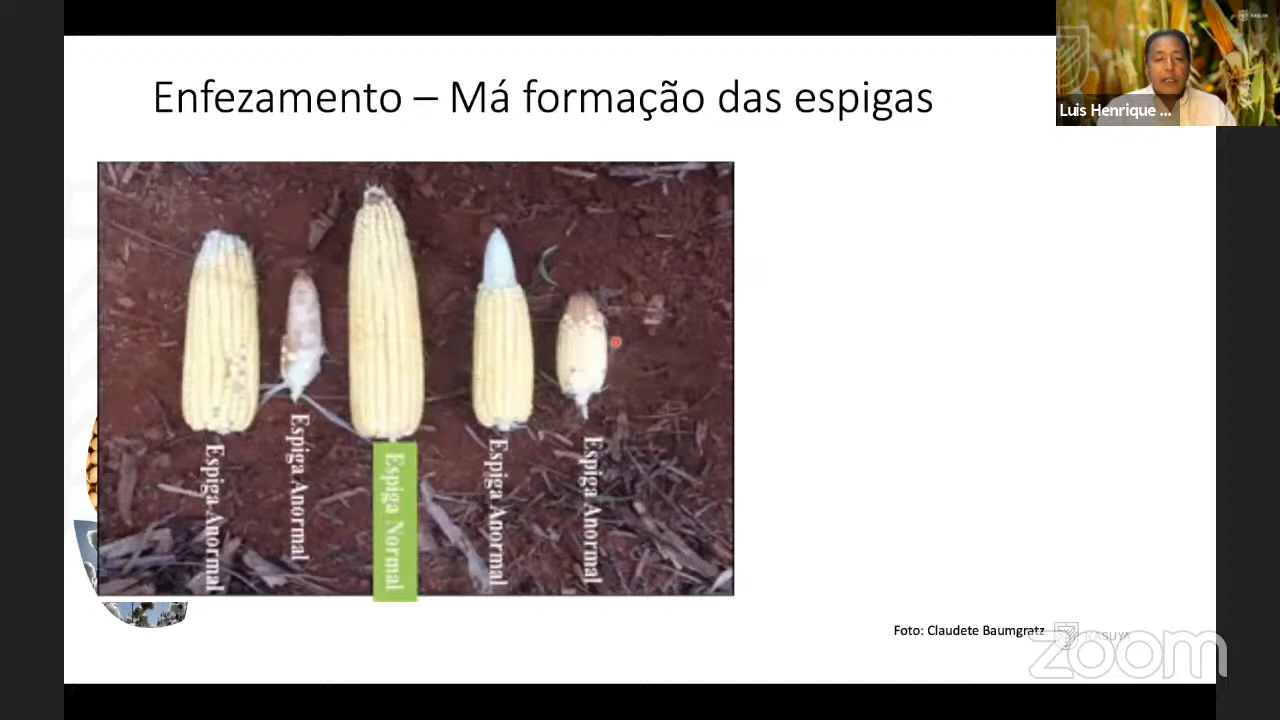 Enfezamento – Má formação das espigas
Luis Henrique ...
Espiga Anormal
Espiga Anormal
Espiga Normal
Espiga Anormal
Espiga Anormal
Foto: Claudete Baumgratz
KASUYA
zoom